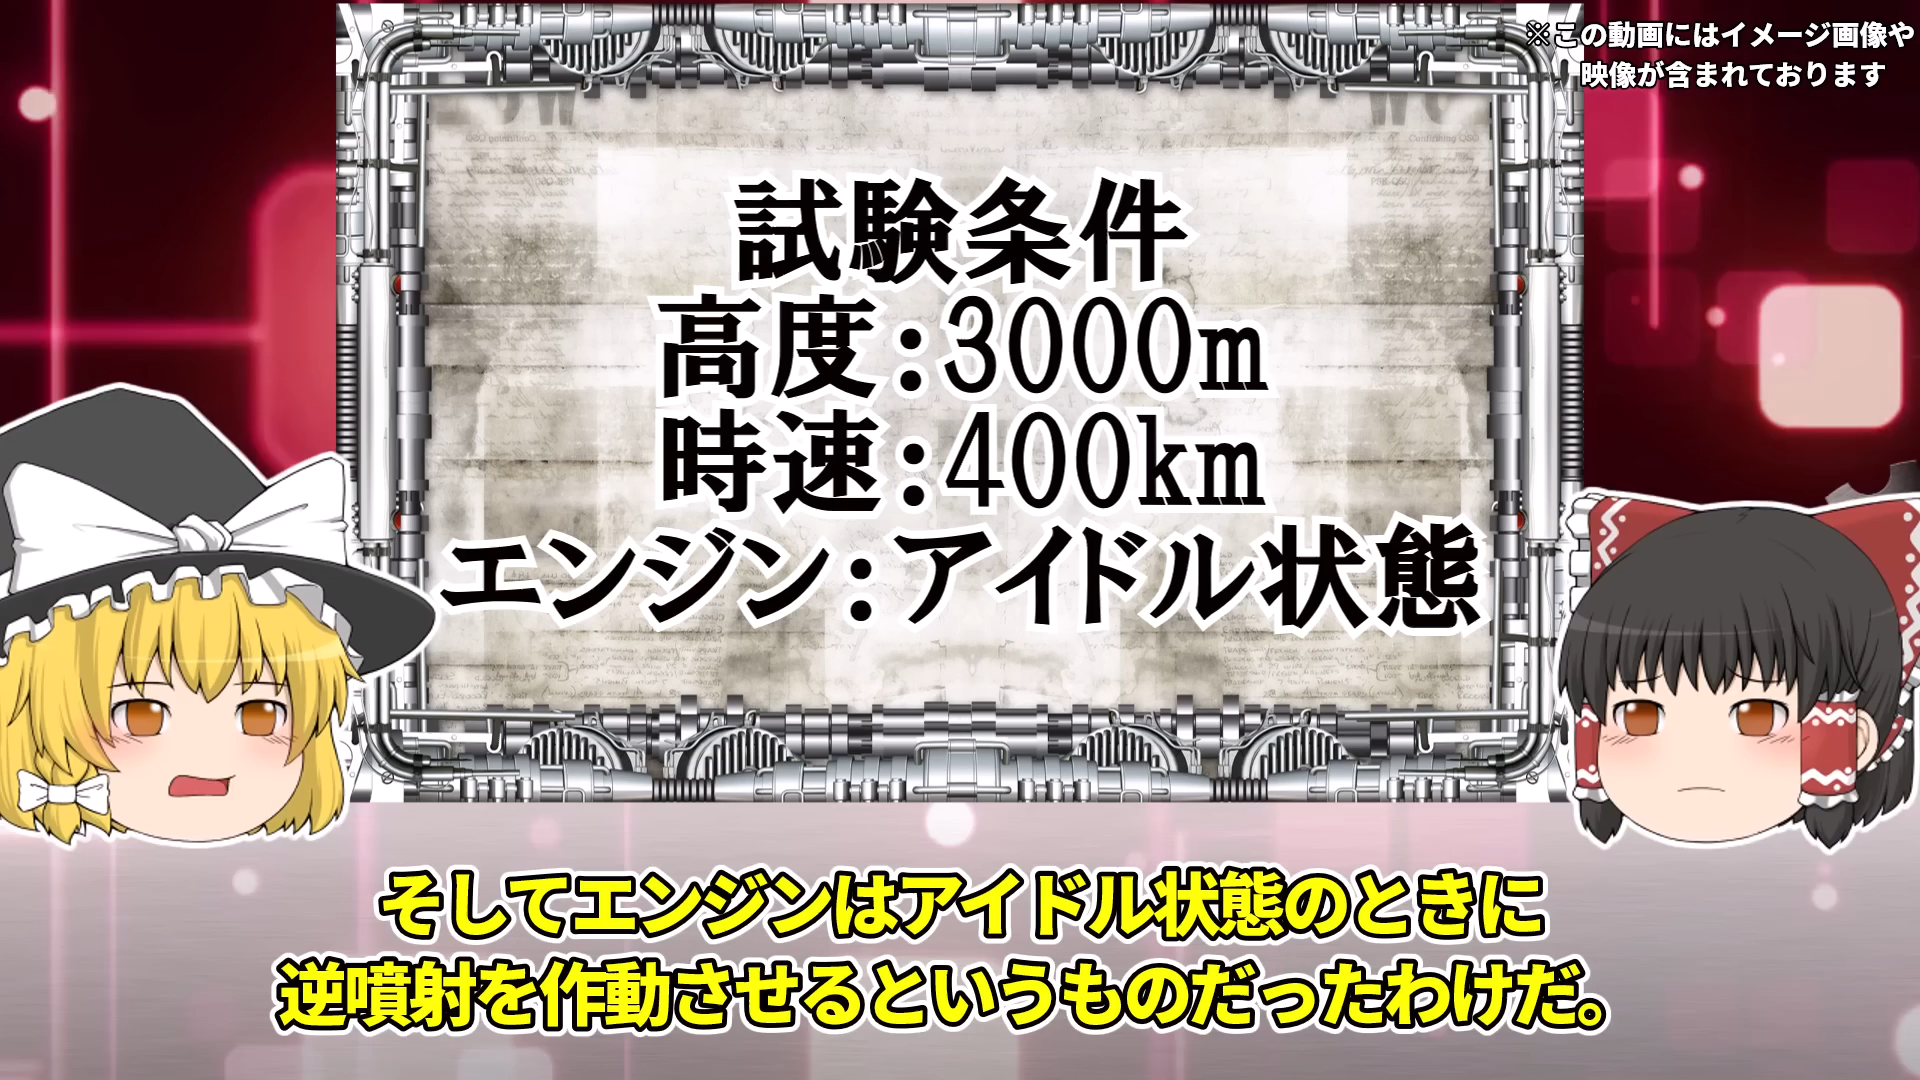 ※この動画にはイメージ画像や
映像が含まれております
試験条件
高度:3000m
時速:400km
エンジン:アイドル状態
そしてエンジンはアイドル状態のときに
逆噴射を作動させるというものだったわけだ。